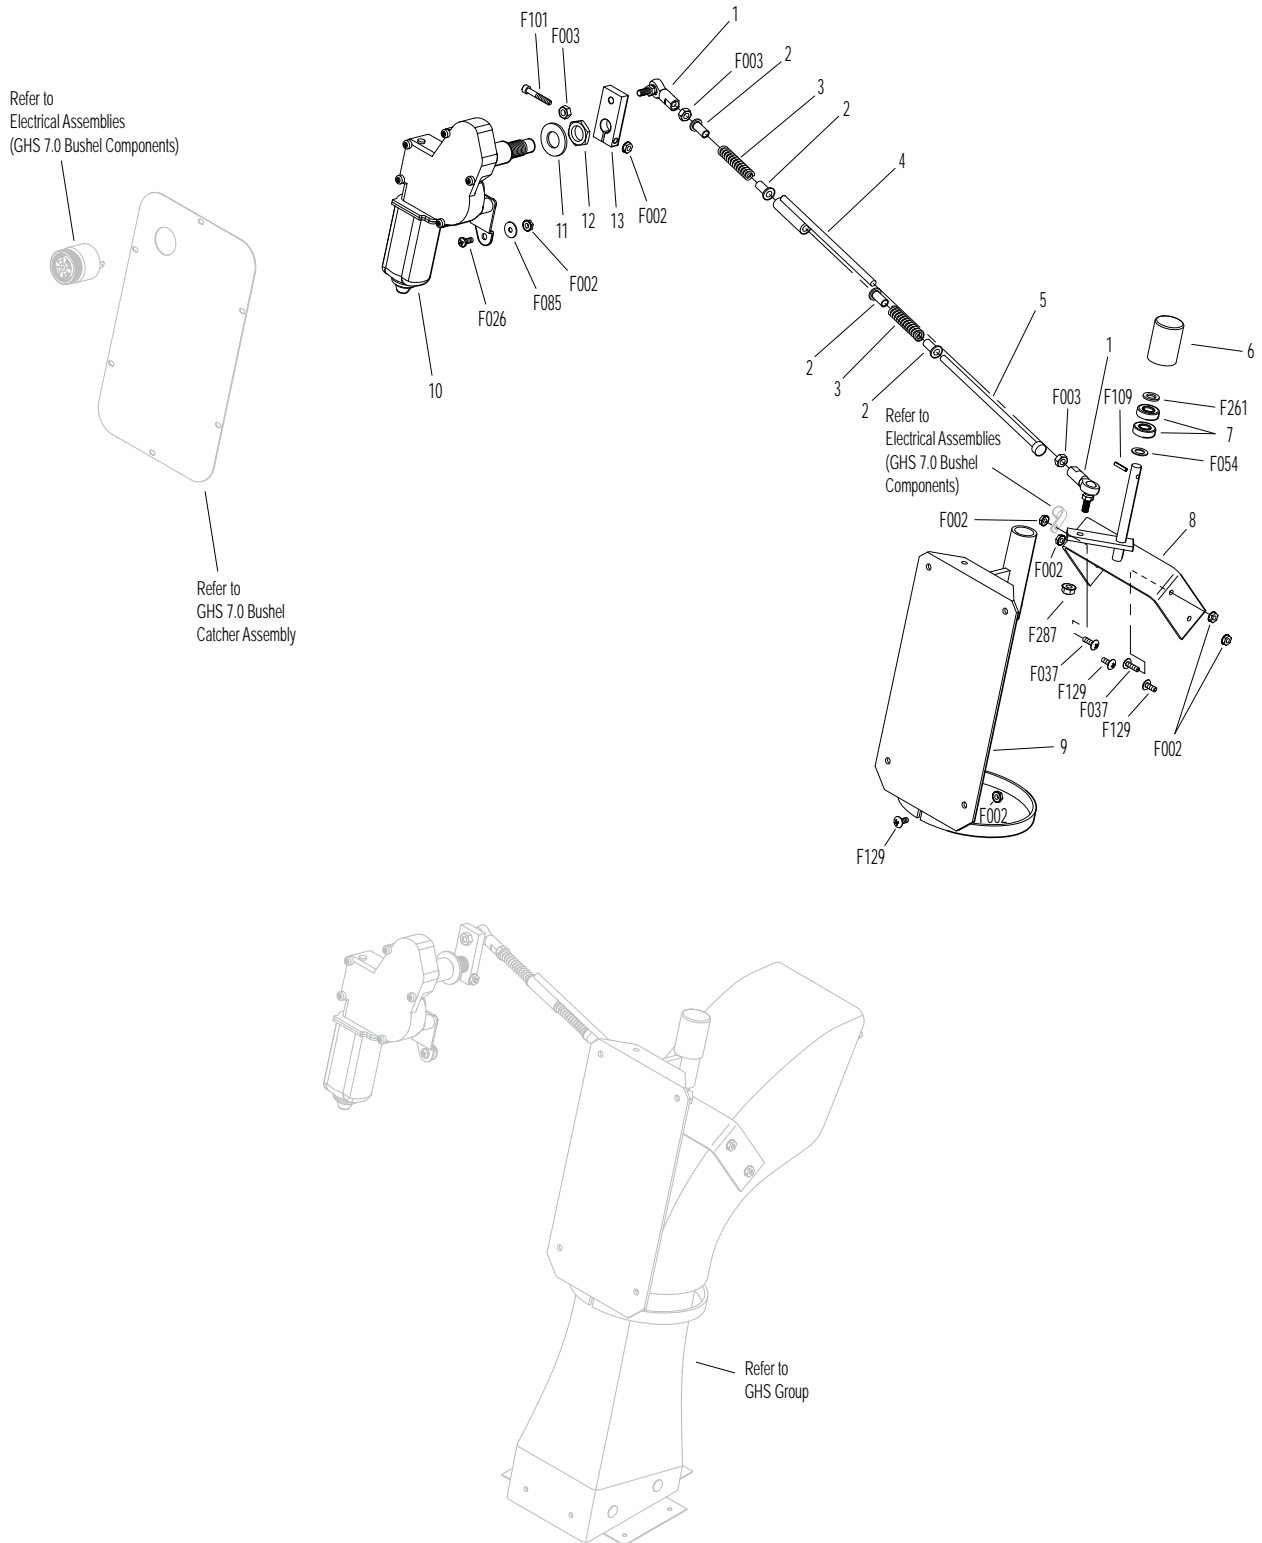 F101
1
F003
F003
2
3
2
4
Refer to
Electrical Assemblies
(GHS 7.0 Bushel Components)
11
12
13
F002
F002
F085
F026
10
5
6
1
2
3
2
F003
F109
F261
7
F054
Refer to
Electrical Assemblies
(GHS 7.0 Bushel
Components)
F002
F002
8
F287
F037
F129
F037
F129
F002
9
F002
F129
Refer to
GHS 7.0 Bushel
Catcher Assembly
Refer to
GHS Group